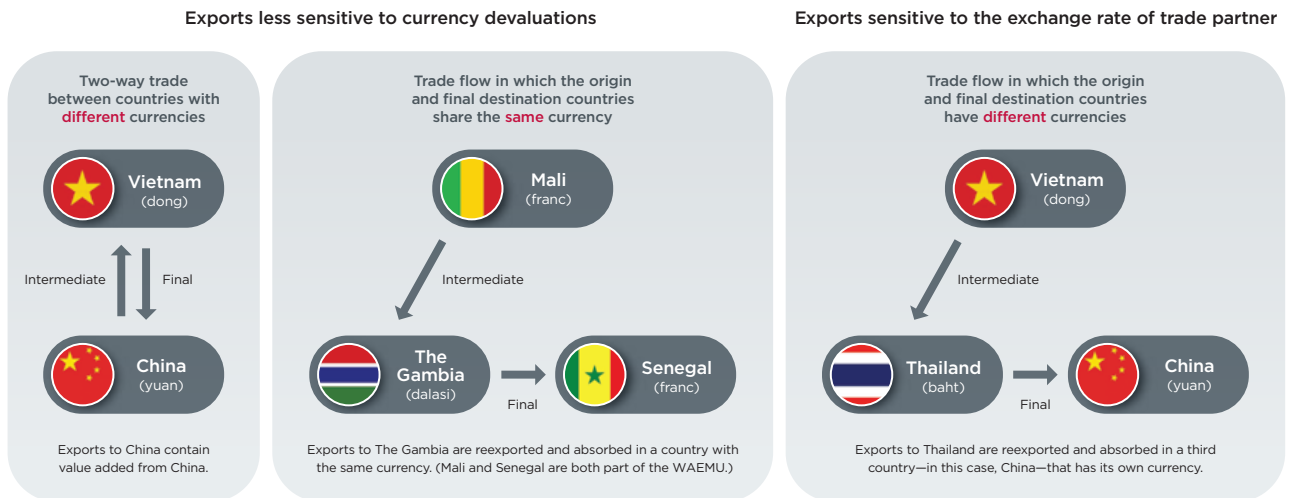 Exports less sensitive to currency devaluations
Two-way trade
between countries with
different currencies
Vietnam
(dong)
Intermediate
Final
China
(yuan)
Exports to China contain
value added from China.
Trade flow in which the origin
and final destination countries
share the same currency
Mali
(franc)
Intermediate
The
Gambia
(dalasi)
Final
Senegal
(franc)
Exports to The Gambia are reexported and absorbed in a country with
the same currency. (Mali and Senegal are both part of the WAEMU.)
Exports sensitive to the exchange rate of trade partner
Trade flow in which the origin
and final destination countries
have different currencies
Vietnam
(dong)
Intermediate
Thailand
(baht)
Final
China
(yuan)
Exports to Thailand are reexported and absorbed in a third
country—in this case, China—that has its own currency.